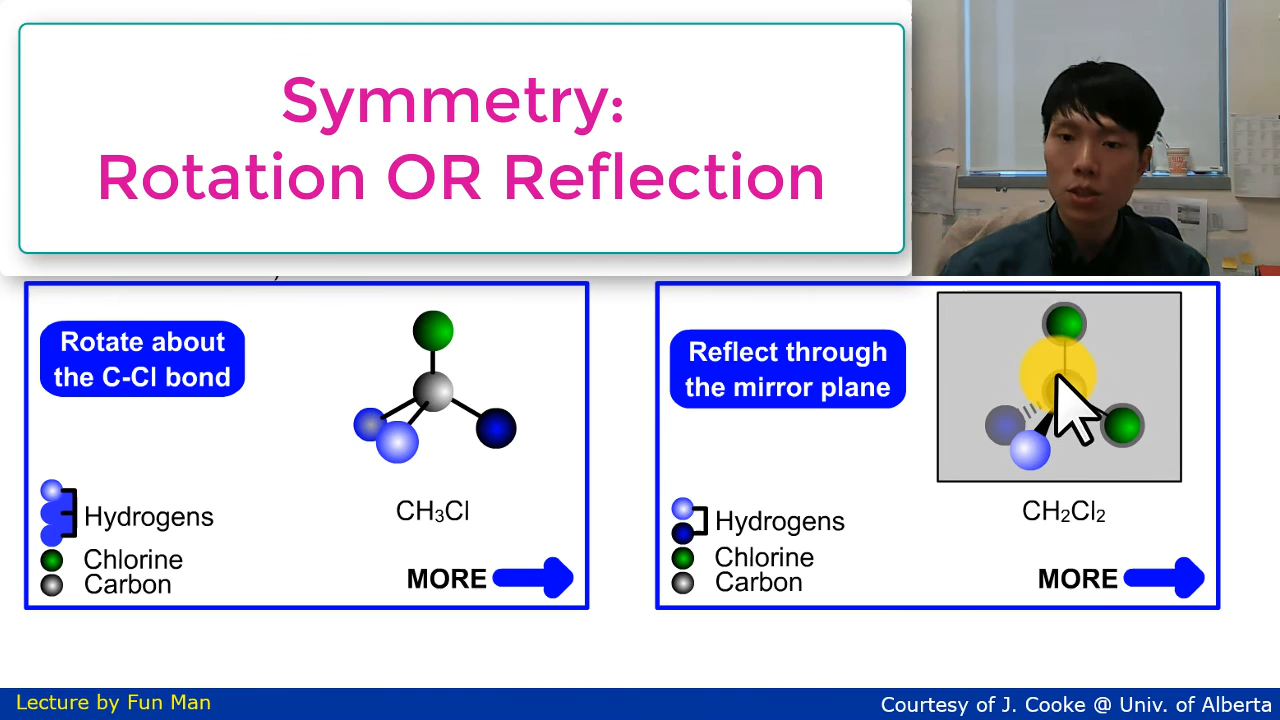 Symmetry:
Rotation OR Reflection
Rotate about
the C-Cl bond
CH₃Cl
Hydrogens
Chlorine
Carbon
MORE
Reflect through
the mirror plane
CH₂Cl₂
Hydrogens
Chlorine
Carbon
MORE
Lecture by Fun Man
Courtesy of J. Cooke @ Univ. of Alberta